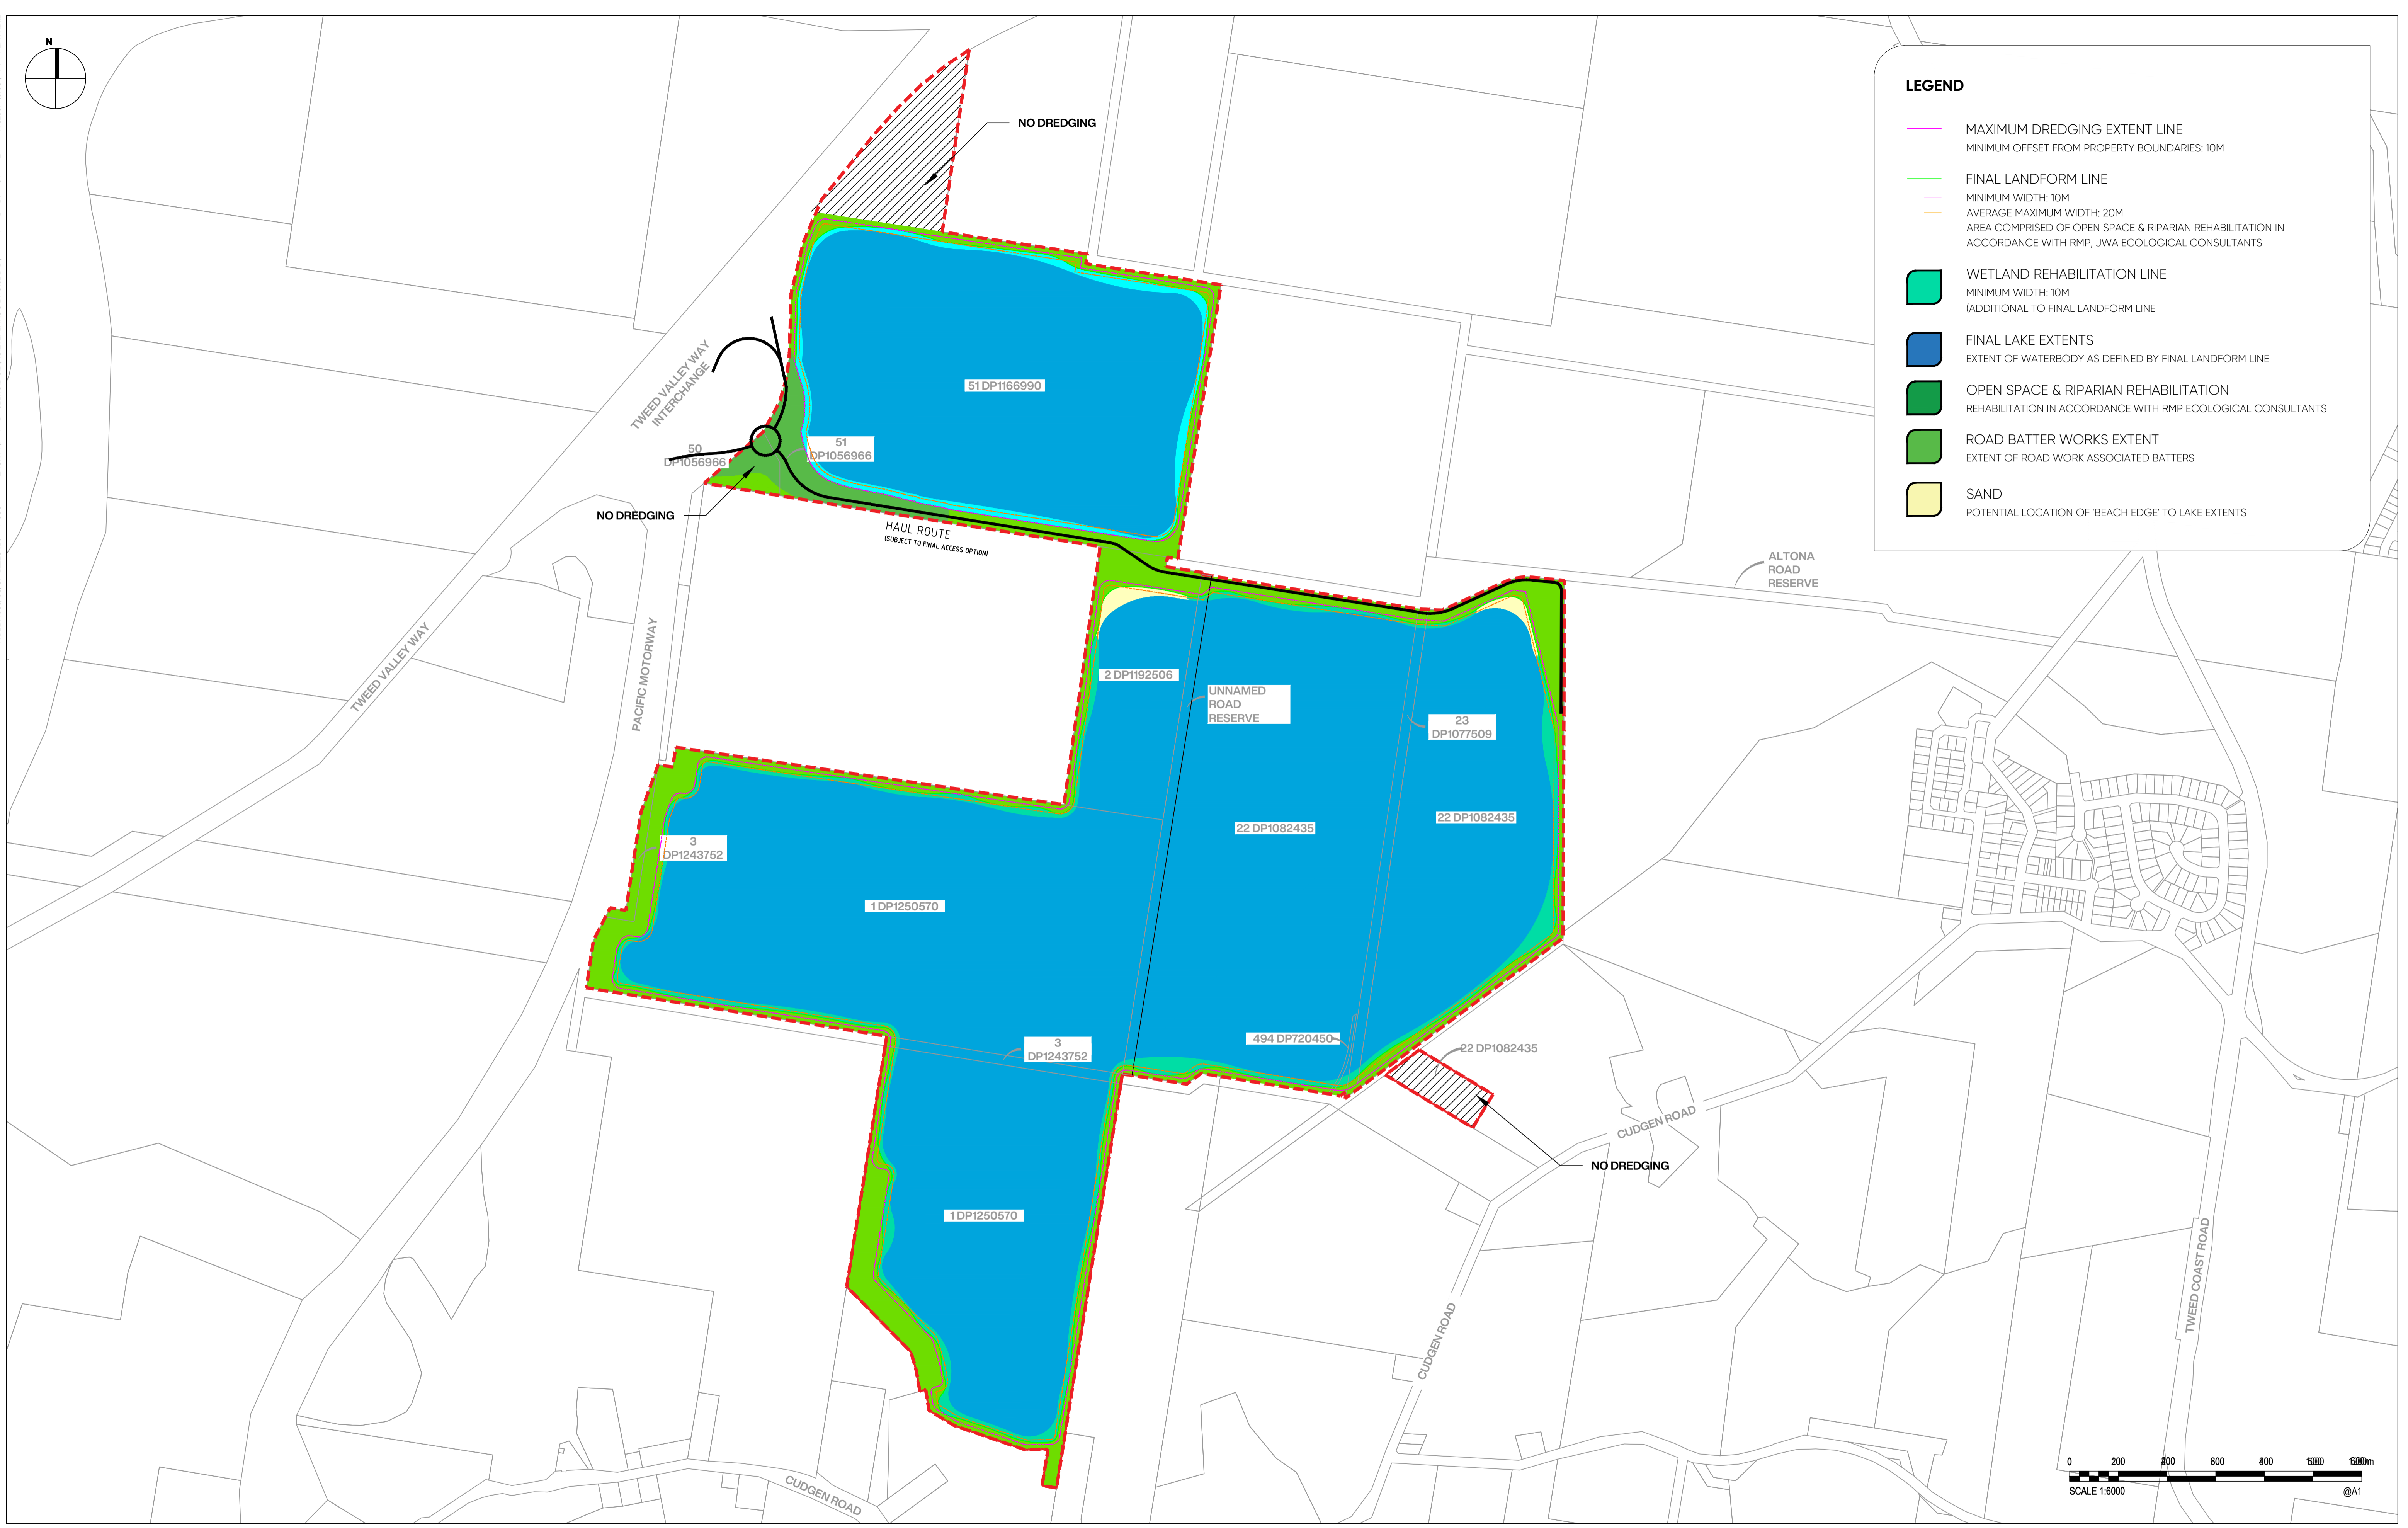 N
NO DREDGING
LEGEND
MAXIMUM DREDGING EXTENT LINE
MINIMUM OFFSET FROM PROPERTY BOUNDARIES: 10M
FINAL LANDFORM LINE
MINIMUM WIDTH: 10M
AVERAGE MAXIMUM WIDTH: 20M
AREA COMPRISED OF OPEN SPACE & RIPARIAN REHABILITATION IN
ACCORDANCE WITH RMP, JWA ECOLOGICAL CONSULTANTS
WETLAND REHABILITATION LINE
MINIMUM WIDTH: 10M
(ADDITIONAL TO FINAL LANDFORM LINE
FINAL LAKE EXTENTS
EXTENT OF WATERBODY AS DEFINED BY FINAL LANDFORM LINE
OPEN SPACE & RIPARIAN REHABILITATION
REHABILITATION IN ACCORDANCE WITH RMP ECOLOGICAL CONSULTANTS
ROAD BATTER WORKS EXTENT
EXTENT OF ROAD WORK ASSOCIATED BATTERS
SAND
POTENTIAL LOCATION OF 'BEACH EDGE' TO LAKE EXTENTS
TWEED VALLEY WAY
INTERCHANGE
51 DP1166990
50
DP1056966
51
DP1056966
NO DREDGING
HAUL ROUTE
(SUBJECT TO FINAL ACCESS OPTION)
ALTONA
ROAD
RESERVE
TWEED VALLEY WAY
PACIFIC MOTORWAY
2 DP1192506
UNNAMED
ROAD
RESERVE
23
DP1077509
22 DP1082435
22 DP1082435
3
DP1243752
1 DP1250570
3
DP1243752
494 DP720450
22 DP1082435
CUDGEN ROAD
NO DREDGING
1 DP1250570
CUDGEN ROAD
TWEED COAST ROAD
CUDGEN ROAD
0 200 600
SCALE 1:6000
@A1